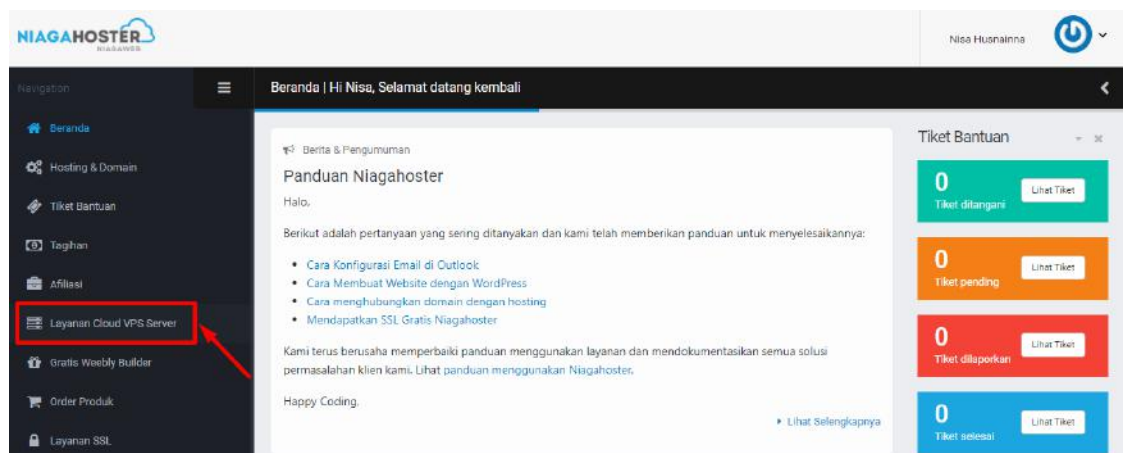 NIAGAHOSTER
NIAGAWEB
Nisa Husnainna
Navigation
Beranda | Hi Nisa, Selamat datang kembali
Beranda
Hosting & Domain
Tiket Bantuan
Tagihan
Afiliasi
Layanan Cloud VPS Server
Gratis Weebly Builder
Order Produk
Layanan SSL
Berita & Pengumuman
Panduan Niagahoster
Halo,
Berikut adalah pertanyaan yang sering ditanyakan dan kami telah memberikan panduan untuk menyelesaikannya:
• Cara Konfigurasi Email di Outlook
• Cara Membuat Website dengan WordPress
• Cara menghubungkan domain dengan hosting
• Mendapatkan SSL Gratis Niagahoster
Kami terus berusaha memperbaiki panduan menggunakan layanan dan mendokumentasikan semua solusi
permasalahan klien kami. Lihat panduan menggunakan Niagahoster.
Happy Coding.
Lihat Selengkapnya
Tiket Bantuan
0
Tiket ditangani
Lihat Tiket
0
Tiket pending
Lihat Tiket
0
Tiket dilaporkan
Lihat Tiket
0
Tiket selesai
Lihat Tiket